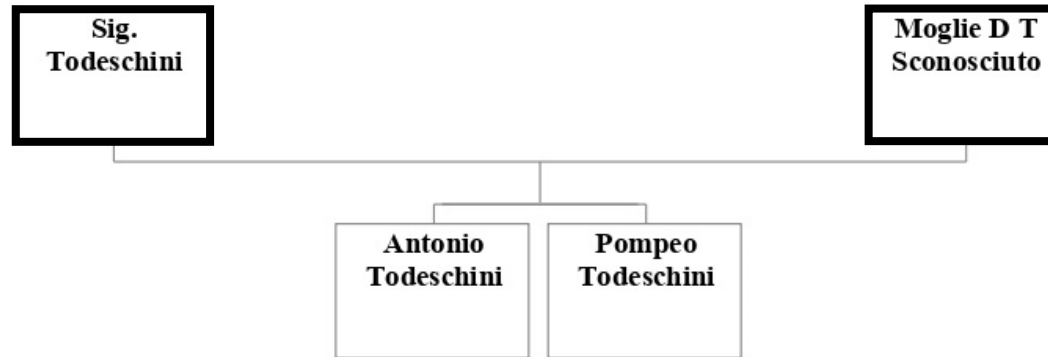 Sig.
Todeschini
Moglie D T
Sconosciuto
Antonio
Todeschini
Pompeo
Todeschini